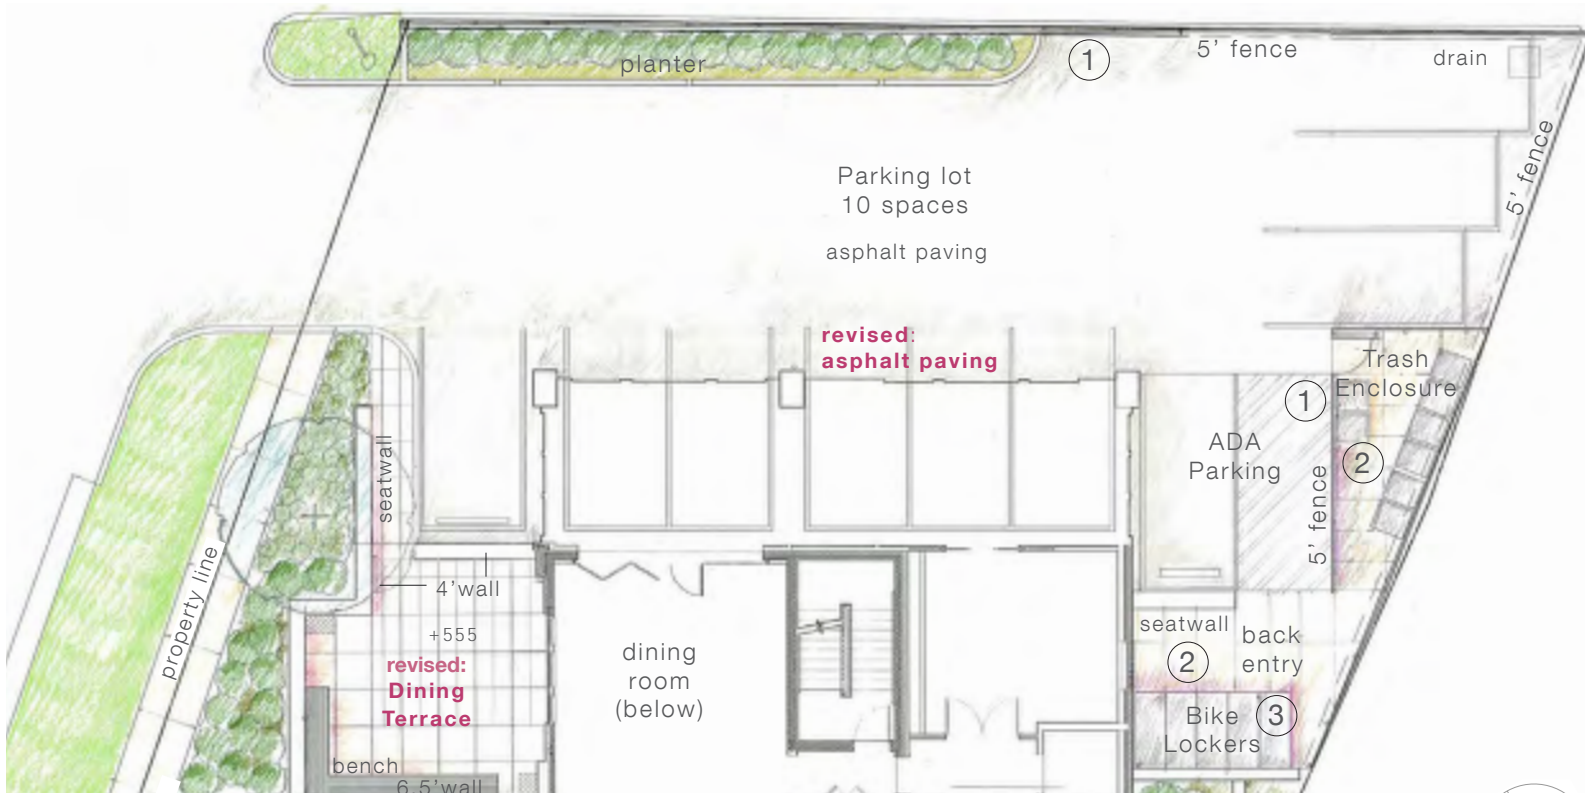 planter
1
5' fence
drain
5' fence
Parking lot
10 spaces
asphalt paving
revised:
asphalt paving
Trash
Enclosure
1
ADA
Parking
2
5' fence
seatwall
property line
4'wall
+555
revised:
Dining
Terrace
dining
room
(below)
seatwall
back
entry
2
Bike
Lockers
3
bench
6.5'wall